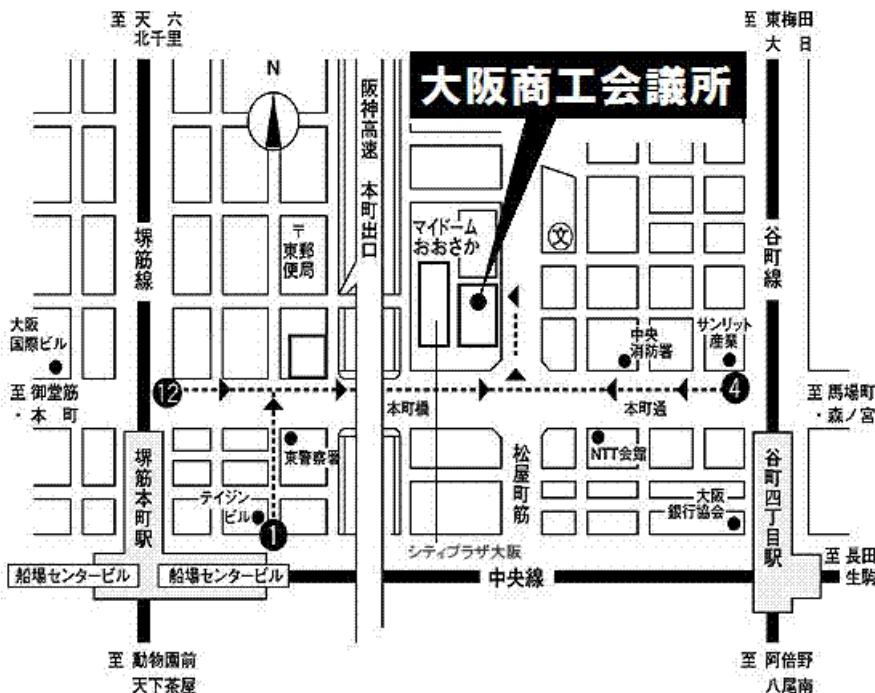 至 天 六
北千里
至 東梅田
大 日
N
大阪商工会議所
阪神高速 本町出口
堺筋線
〒
東郵
便局
マイドーム
おおさか
文
谷町線
大阪
国際ビル
中央
消防署
サンリット
産業
至 御堂筋
・ 本 町
12
4
至 馬場町
・森ノ宮
本町橋
本町通
東警察署
NTT会館
松屋町筋
堺筋本町駅
谷町四丁目駅
テイジン
ビル
1
大阪
銀行協会
シティプラザ大阪
船場センタービル
船場センタービル
中央線
至 長田
生駒
至 動物園前
天下茶屋
至 阿倍野
八尾南